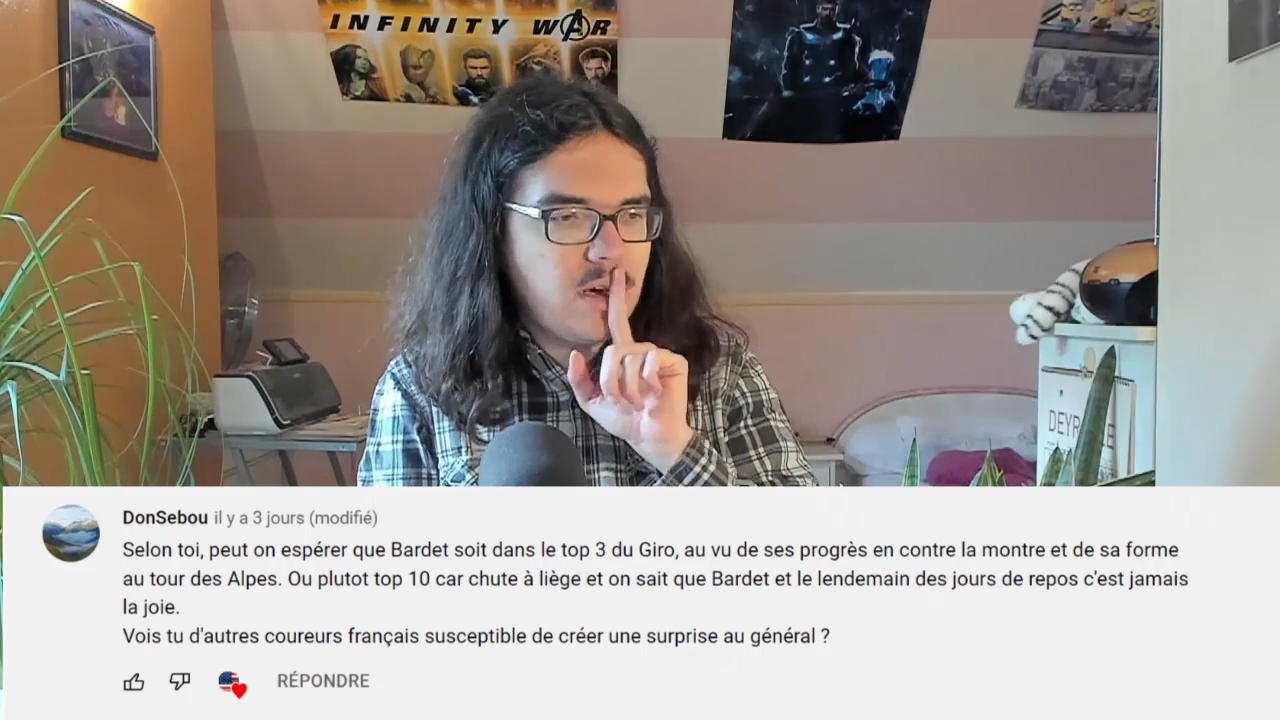 INFINITY WAR
DEYR
DonSebou il y a 3 jours (modifié)
Selon toi, peut on espérer que Bardet soit dans le top 3 du Giro, au vu de ses progrès en contre la montre et de sa forme
au tour des Alpes. Ou plutot top 10 car chute à liège et on sait que Bardet et le lendemain des jours de repos c'est jamais
la joie.
Vois tu d'autres coureurs français susceptible de créer une surprise au général ?
RÉPONDRE